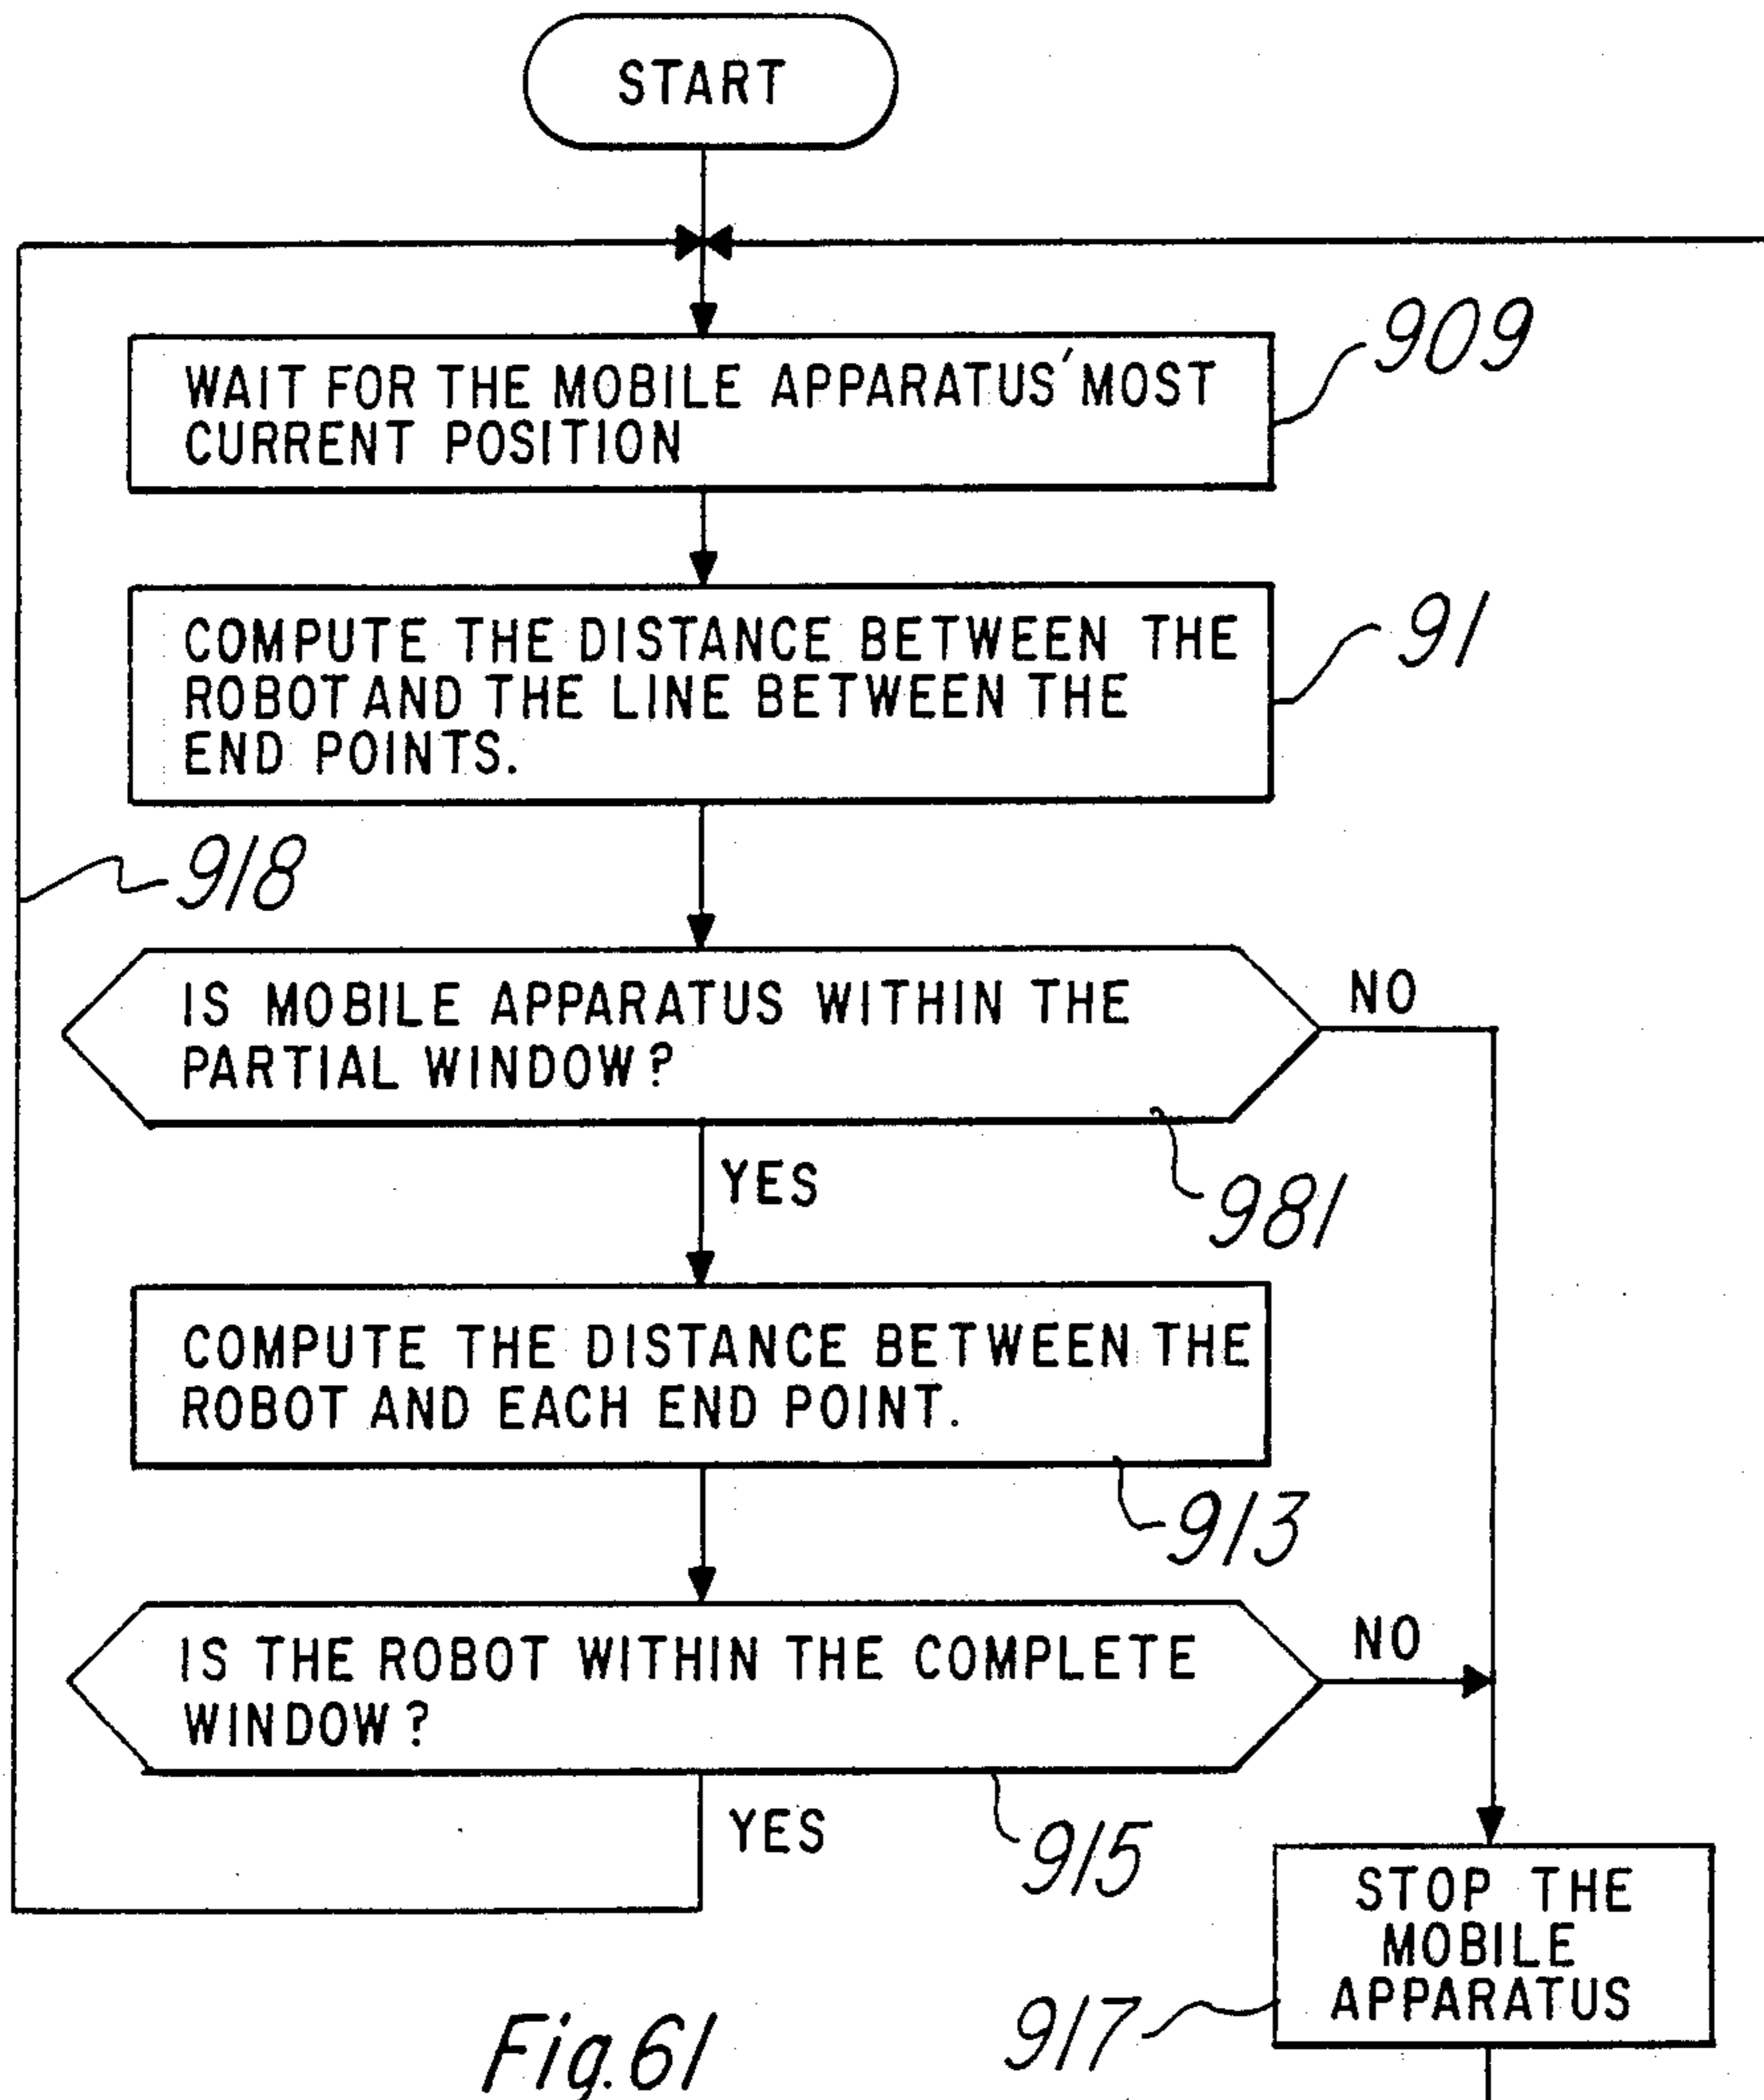 START
WAIT FOR THE MOBILE APPARATUS' MOST
CURRENT POSITION
909
COMPUTE THE DISTANCE BETWEEN THE
ROBOT AND THE LINE BETWEEN THE
END POINTS.
91
918
IS MOBILE APPARATUS WITHIN THE
PARTIAL WINDOW?
NO
981
YES
COMPUTE THE DISTANCE BETWEEN THE
ROBOT AND EACH END POINT.
913
IS THE ROBOT WITHIN THE COMPLETE
WINDOW?
NO
YES
915
STOP THE
MOBILE
APPARATUS
917
Fig.61